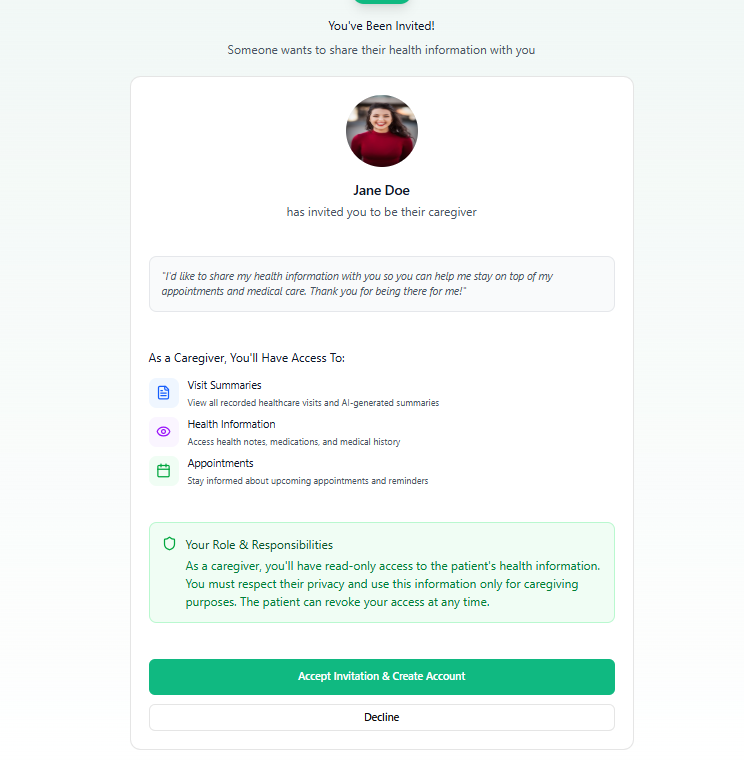 You've Been Invited!
Someone wants to share their health information with you
Jane Doe
has invited you to be their caregiver
"I'd like to share my health information with you so you can help me stay on top of my
appointments and medical care. Thank you for being there for me!"
As a Caregiver, You'll Have Access To:
Visit Summaries
View all recorded healthcare visits and AI-generated summaries
Health Information
Access health notes, medications, and medical history
Appointments
Stay informed about upcoming appointments and reminders
Your Role & Responsibilities
As a caregiver, you'll have read-only access to the patient's health information.
You must respect their privacy and use this information only for caregiving
purposes. The patient can revoke your access at any time.
Accept Invitation & Create Account
Decline